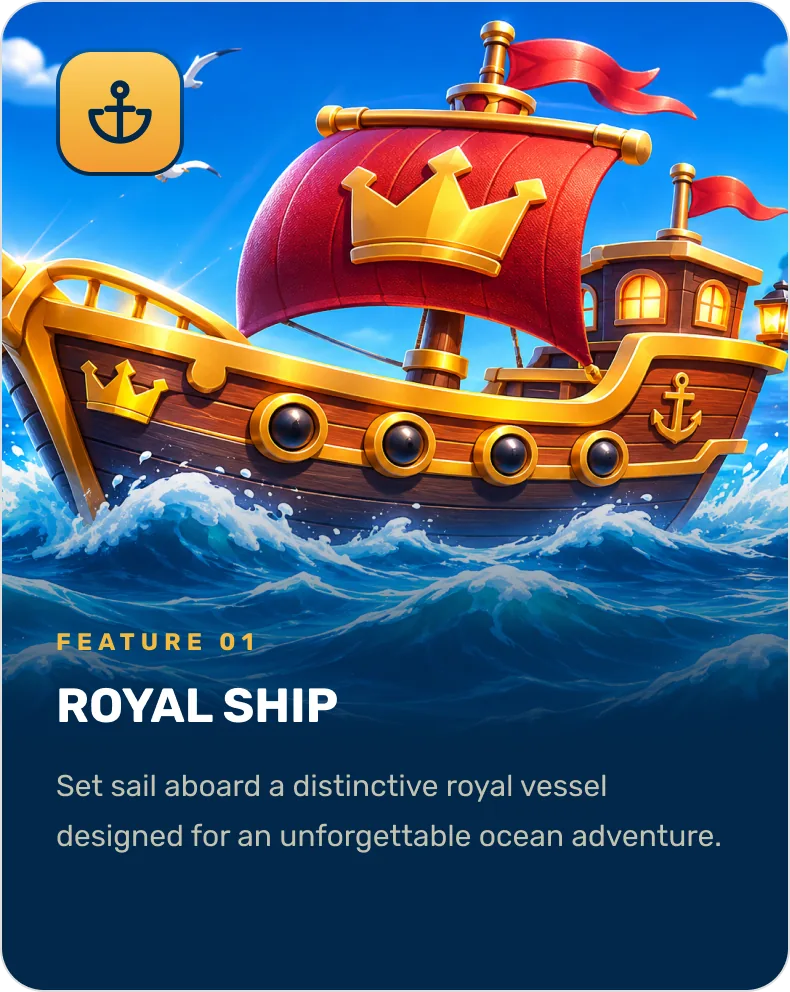 FEATURE 01
ROYAL SHIP
Set sail aboard a distinctive royal vessel
designed for an unforgettable ocean adventure.